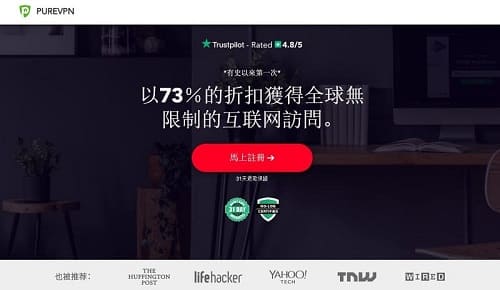 PUREVPN
Trustpilot - Rated 4.8/5
*有史以來第一次*
以73%的折扣獲得全球無
限制的互联网訪問。
馬上註冊 →
31天退款保證
31 DAY
NO-LOG
CERTIFIED
也被推荐：
THE
HUFFINGTON
POST
lifehacker
YAHOO!
TECH
TNW
WIRED